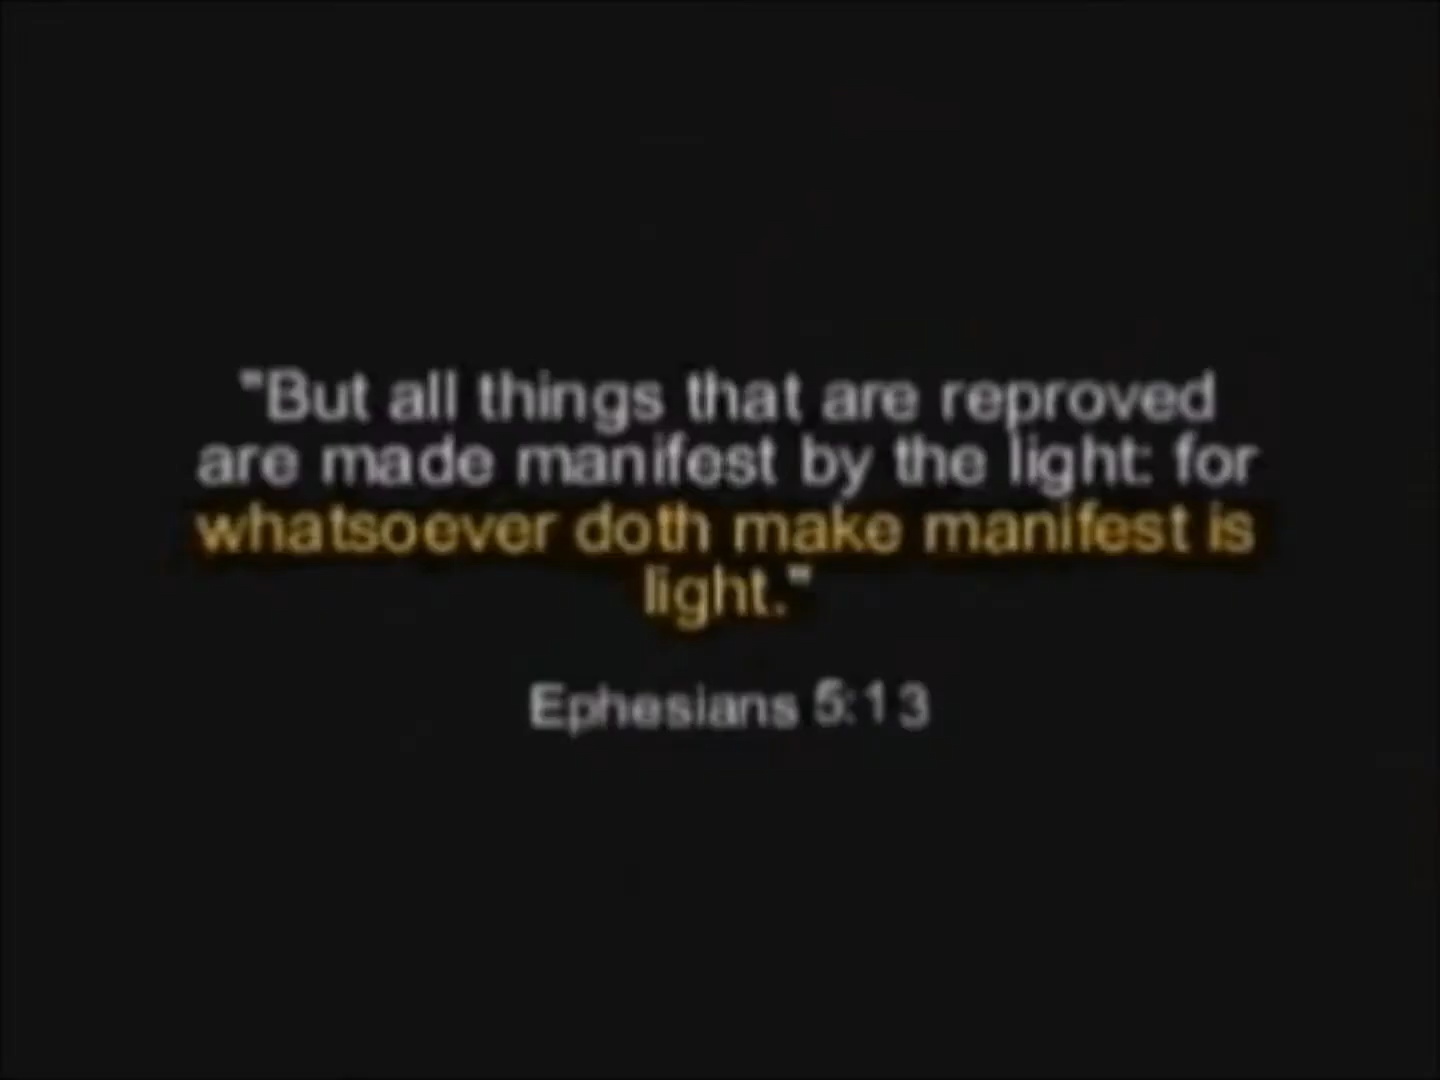 "But all things that are reproved
are made manifest by the light: for
whatsoever doth make manifest is
light."
Ephesians 5:13